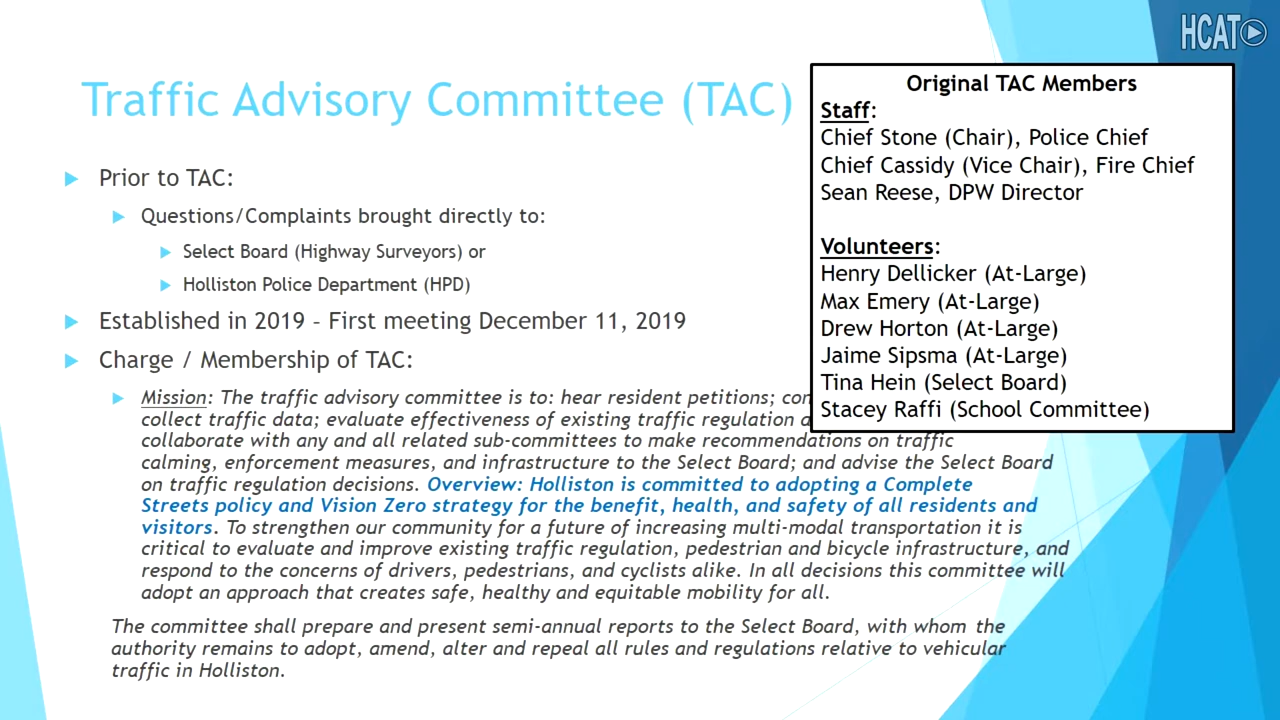 HCAT
Traffic Advisory Committee (TAC)
Prior to TAC:
Questions/Complaints brought directly to:
Select Board (Highway Surveyors) or
Holliston Police Department (HPD)
Established in 2019 – First meeting December 11, 2019
Charge / Membership of TAC:
Mission: The traffic advisory committee is to: hear resident petitions;
collect traffic data; evaluate effectiveness of existing traffic regulation
collaborate with any and all related sub-committees to make recommendations on traffic
calming, enforcement measures, and infrastructure to the Select Board; and advise the Select Board
on traffic regulation decisions. Overview: Holliston is committed to adopting a Complete
Streets policy and Vision Zero strategy for the benefit, health, and safety of all residents and
visitors. To strengthen our community for a future of increasing multi-modal transportation it is
critical to evaluate and improve existing traffic regulation, pedestrian and bicycle infrastructure, and
respond to the concerns of drivers, pedestrians, and cyclists alike. In all decisions this committee will
adopt an approach that creates safe, healthy and equitable mobility for all.
The committee shall prepare and present semi-annual reports to the Select Board, with whom the
authority remains to adopt, amend, alter and repeal all rules and regulations relative to vehicular
traffic in Holliston.
Original TAC Members
Staff:
Chief Stone (Chair), Police Chief
Chief Cassidy (Vice Chair), Fire Chief
Sean Reese, DPW Director
Volunteers:
Henry Dellicker (At-Large)
Max Emery (At-Large)
Drew Horton (At-Large)
Jaime Sipsma (At-Large)
Tina Hein (Select Board)
Stacey Raffi (School Committee)